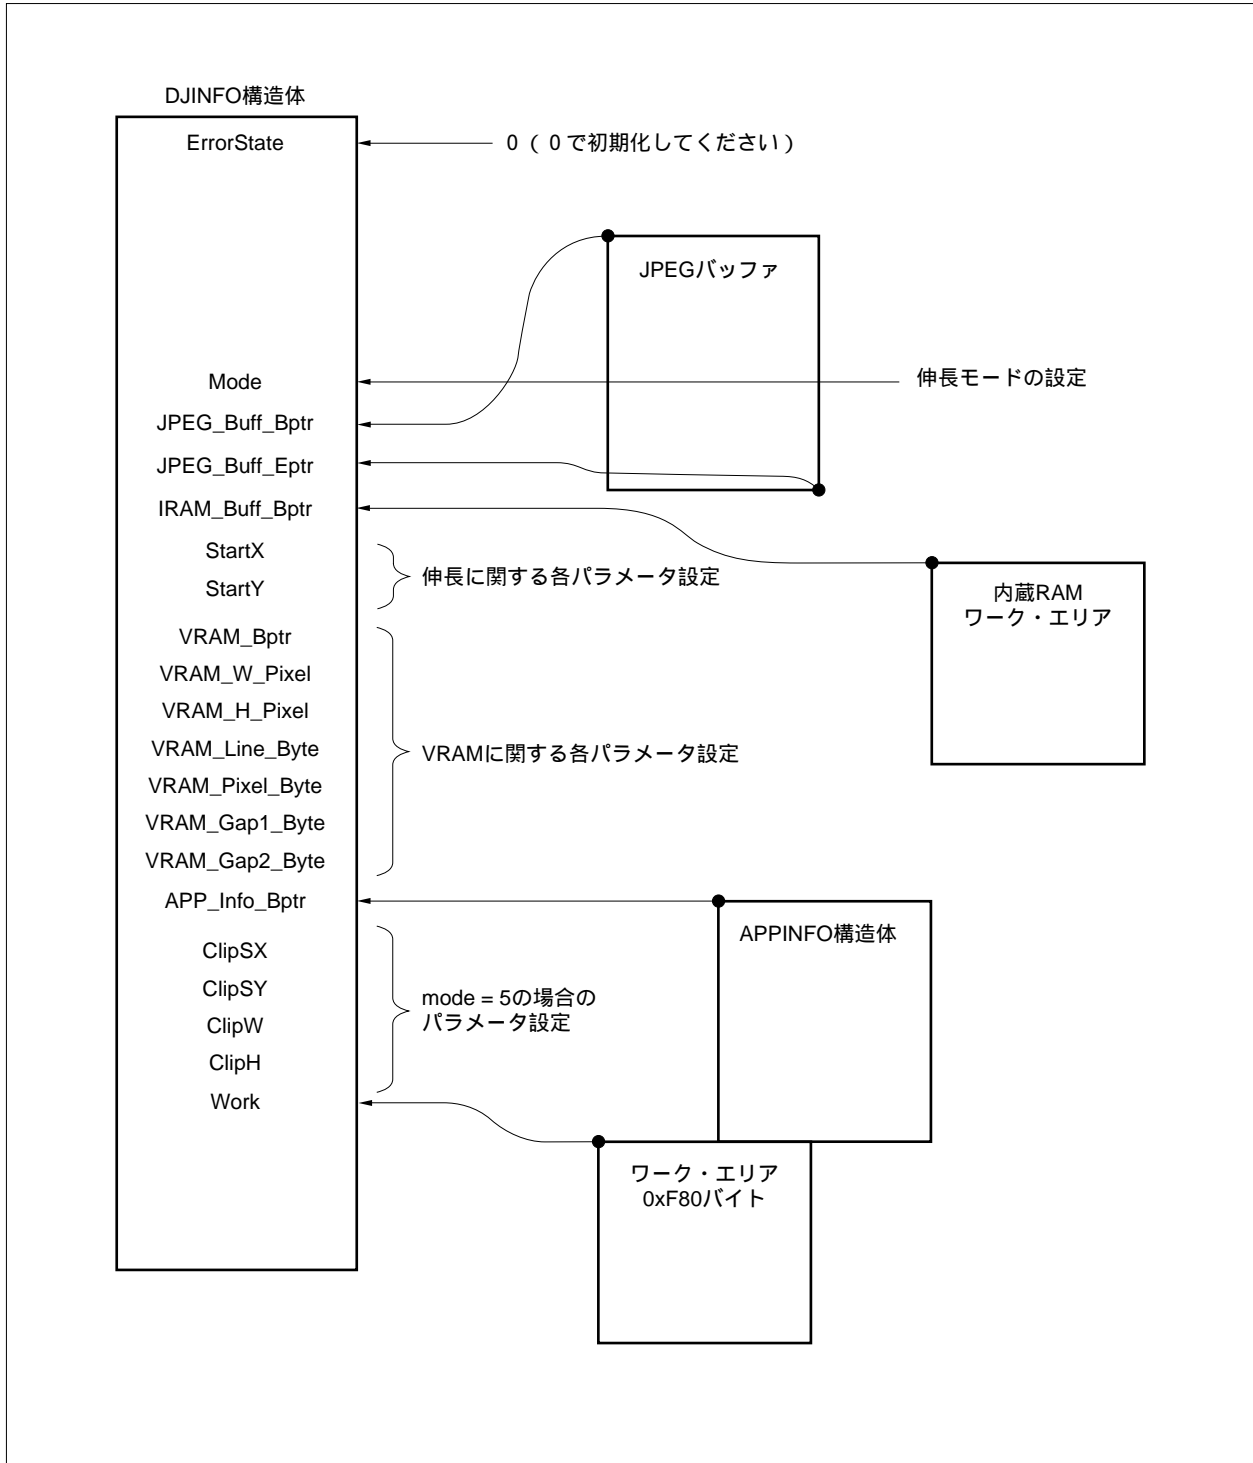 DJINFO構造体
ErrorState
0（0で初期化してください）
JPEGバッファ
Mode
伸長モードの設定
JPEG_Buff_Bptr
JPEG_Buff_Eptr
IRAM_Buff_Bptr
StartX
StartY
伸長に関する各パラメータ設定
内蔵RAM
ワーク・エリア
VRAM_Bptr
VRAM_W_Pixel
VRAM_H_Pixel
VRAM_Line_Byte
VRAM_Pixel_Byte
VRAM_Gap1_Byte
VRAM_Gap2_Byte
VRAMに関する各パラメータ設定
APP_Info_Bptr
APPINFO構造体
ClipSX
ClipSY
ClipW
ClipH
mode = 5の場合の
パラメータ設定
Work
ワーク・エリア
0xF80バイト